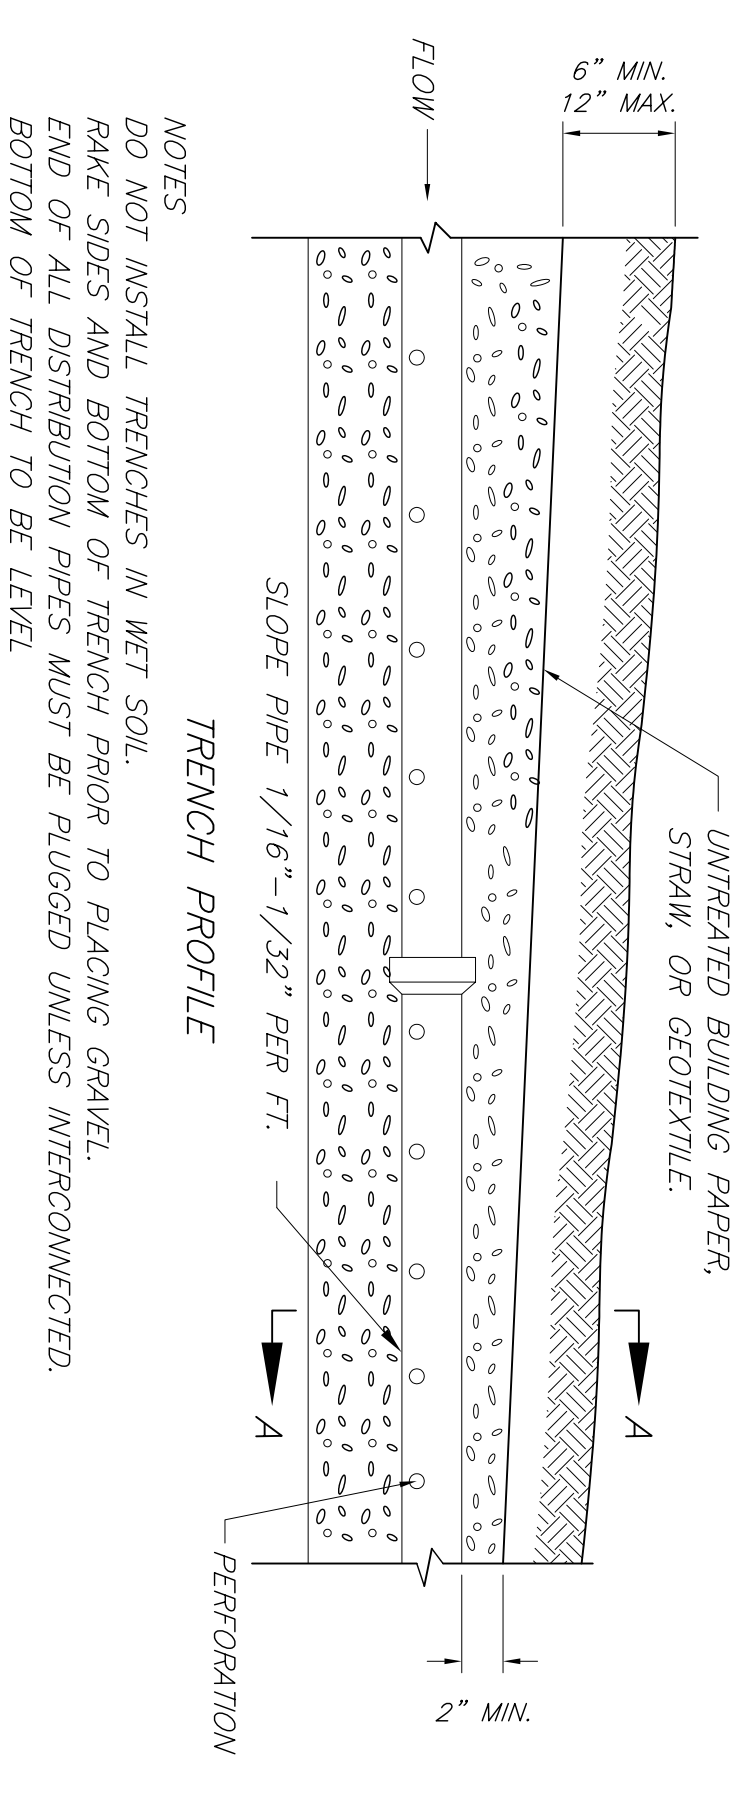 6” MIN.
12” MAX.
FLOW
UNTREATED BUILDING PAPER,
STRAW, OR GEOTEXTILE.
A
A
2” MIN.
SLOPE PIPE 1/16”–1/32” PER FT.
PERFORATION
TRENCH PROFILE
NOTES
DO NOT INSTALL TRENCHES IN WET SOIL.
RAKE SIDES AND BOTTOM OF TRENCH PRIOR TO PLACING GRAVEL.
END OF ALL DISTRIBUTION PIPES MUST BE PLUGGED UNLESS INTERCONNECTED.
BOTTOM OF TRENCH TO BE LEVEL